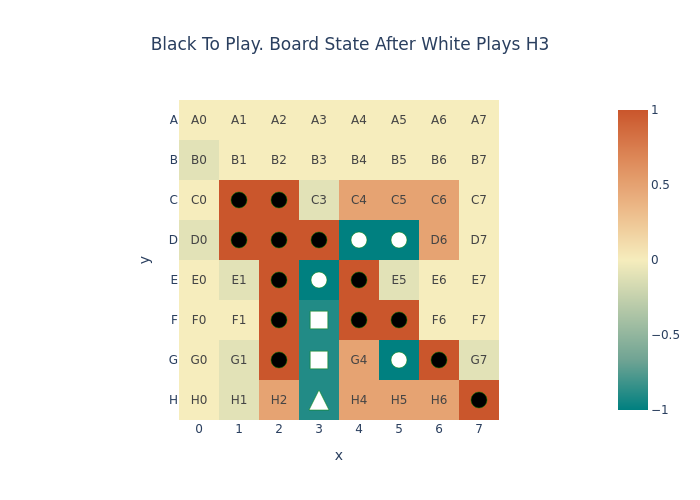 Black To Play. Board State After White Plays H3
A A0 A1 A2 A3 A4 A5 A6 A7
B B0 B1 B2 B3 B4 B5 B6 B7
C C0 C3 C4 C5 C6 C7
D D0 D6 D7
E E0 E1 E5 E6 E7
F F0 F1 F6 F7
G G0 G1 G4 G7
H H0 H1 H2 H4 H5 H6
0 1 2 3 4 5 6 7
x
y
1
0.5
0
−0.5
−1